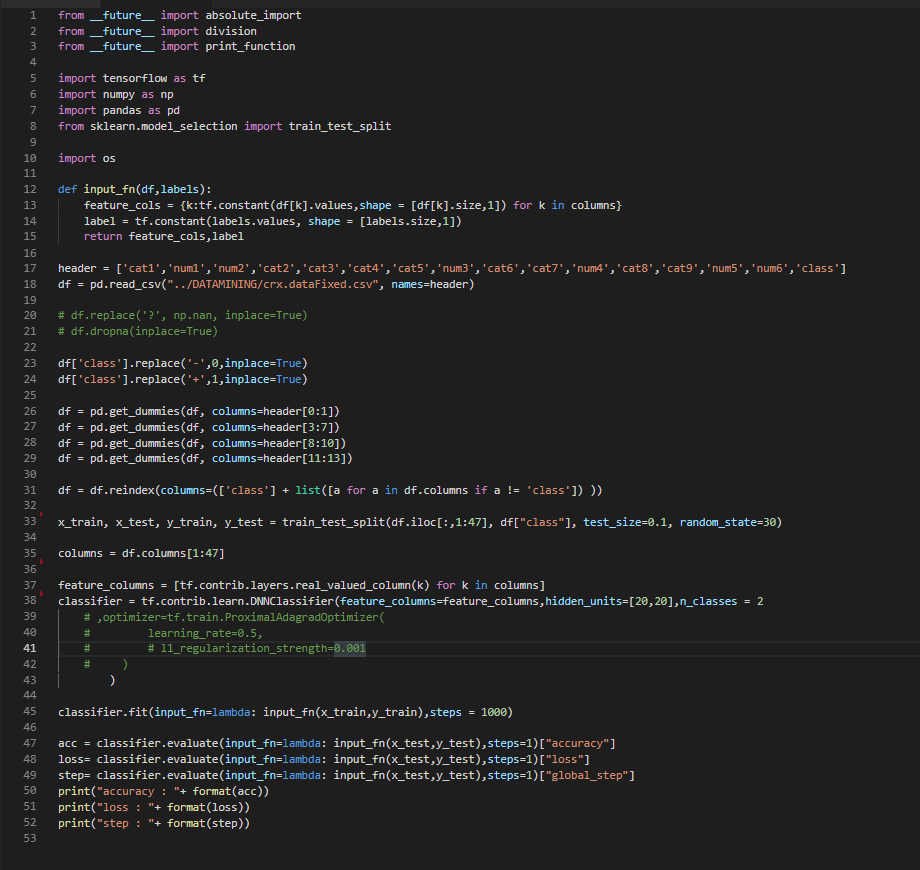 1 from __future__ import absolute_import
2 from __future__ import division
3 from __future__ import print_function
4
5 import tensorflow as tf
6 import numpy as np
7 import pandas as pd
8 from sklearn.model_selection import train_test_split
9
10 import os
11
12 def input_fn(df,labels):
13     feature_cols = {k:tf.constant(df[k].values,shape = [df[k].size,1]) for k in columns}
14     label = tf.constant(labels.values, shape = [labels.size,1])
15     return feature_cols,label
16
17 header = ['cat1','num1','num2','cat2','cat3','cat4','cat5','num3','cat6','cat7','num4','cat8','cat9','num5','num6','class']
18 df = pd.read_csv("../DATAMINING/crx.dataFixed.csv", names=header)
19
20 # df.replace('?', np.nan, inplace=True)
21 # df.dropna(inplace=True)
22
23 df['class'].replace('-',0,inplace=True)
24 df['class'].replace('+',1,inplace=True)
25
26 df = pd.get_dummies(df, columns=header[0:1])
27 df = pd.get_dummies(df, columns=header[3:7])
28 df = pd.get_dummies(df, columns=header[8:10])
29 df = pd.get_dummies(df, columns=header[11:13])
30
31 df = df.reindex(columns=(['class'] + list([a for a in df.columns if a != 'class']) ))
32
33 x_train, x_test, y_train, y_test = train_test_split(df.iloc[:,1:47], df["class"], test_size=0.1, random_state=30)
34
35 columns = df.columns[1:47]
36
37 feature_columns = [tf.contrib.layers.real_valued_column(k) for k in columns]
38 classifier = tf.contrib.learn.DNNClassifier(feature_columns=feature_columns,hidden_units=[20,20],n_classes = 2
39     # ,optimizer=tf.train.ProximalAdagradOptimizer(
40     #         learning_rate=0.5,
41     #         # l1_regularization_strength=0.001
42     #     )
43         )
44
45 classifier.fit(input_fn=lambda: input_fn(x_train,y_train),steps = 1000)
46
47 acc = classifier.evaluate(input_fn=lambda: input_fn(x_test,y_test),steps=1)["accuracy"]
48 loss= classifier.evaluate(input_fn=lambda: input_fn(x_test,y_test),steps=1)["loss"]
49 step= classifier.evaluate(input_fn=lambda: input_fn(x_test,y_test),steps=1)["global_step"]
50 print("accuracy : "+ format(acc))
51 print("loss : "+ format(loss))
52 print("step : "+ format(step))
53